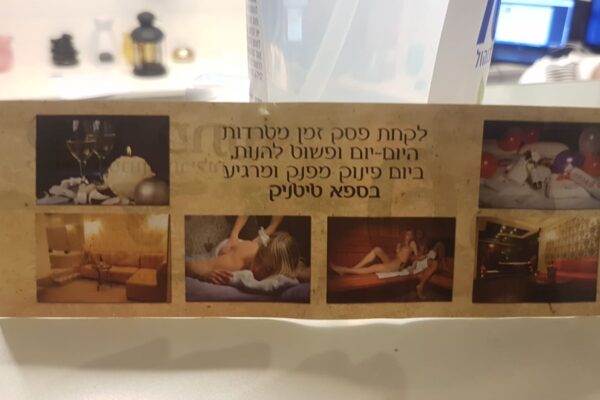 לקחת פסק זמן מטרדות
היום-יום ופשוט להנות,
ביום פינוק מפנק ומרגיע
בספא טיטניק